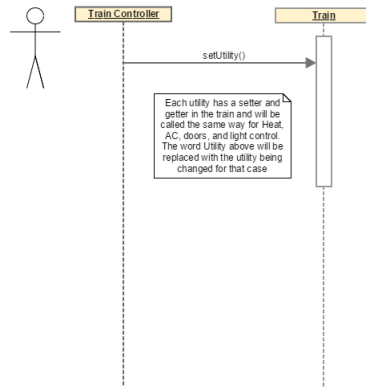 Train Controller
Train
setUtility()
Each utility has a setter and
getter in the train and will be
called the same way for Heat,
AC, doors, and light control.
The word Utility above will be
replaced with the utility being
changed for that case